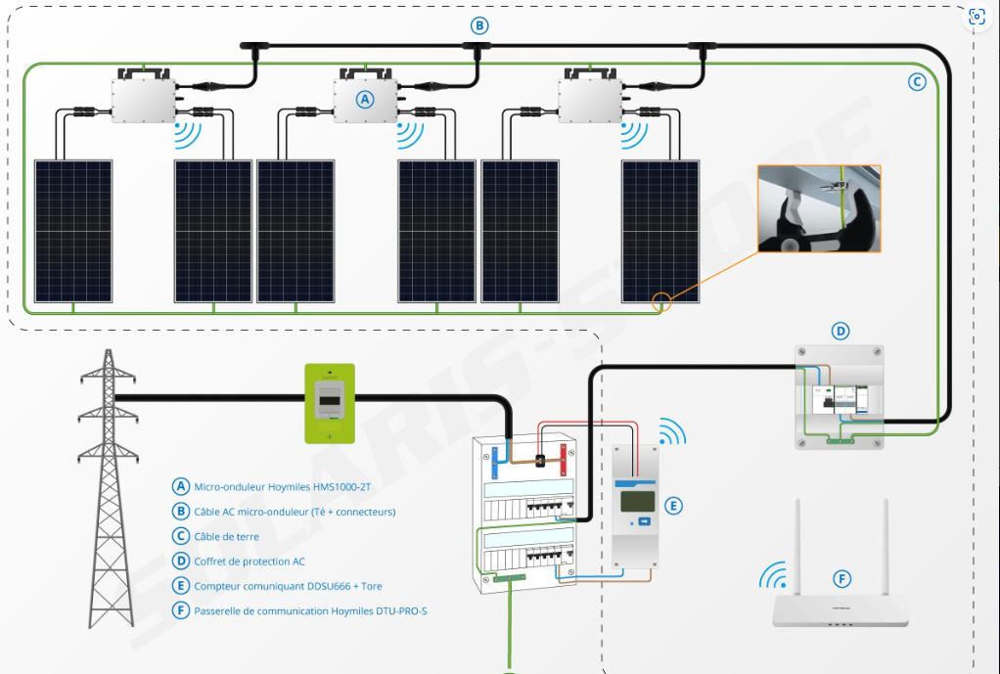 B
C
A
D
SOLARIS-STORE
A Micro-onduleur Hoymiles HMS1000-2T
B Câble AC micro-onduleur (Té + connecteurs)
C Câble de terre
D Coffret de protection AC
E Compteur comuniquant DDSU666 + Tore
F Passerelle de communication Hoymiles DTU-PRO-S
E
F